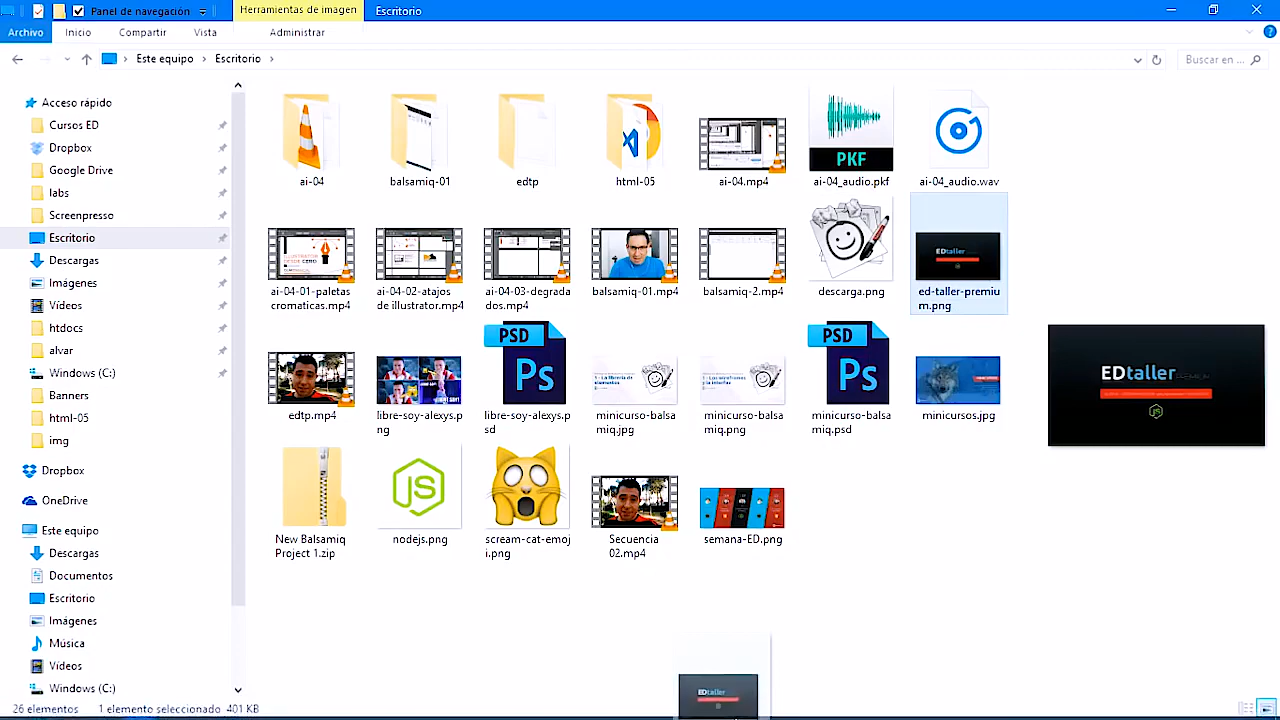 Panel de navegación
Herramientas de imagen
Escritorio
Archivo
Inicio
Compartir
Vista
Administrar
Este equipo
Escritorio
Buscar en ...
Acceso rápido
Cursos ED
Dropbox
Google Drive
labs
Screenpresso
Escritorio
Descargas
Imágenes
Vídeos
htdocs
alvar
Windows (C:)
Banners
html-05
img
Dropbox
OneDrive
Este equipo
Descargas
Documentos
Escritorio
Imágenes
Música
Vídeos
Windows (C:)
ai-04
balsamiq-01
edtp
html-05
ai-04.mp4
PKF
ai-04_audio.pkf
ai-04_audio.wav
ai-04-01-paletas
cromaticas.mp4
ai-04-02-atajos
de illustrator.mp4
ai-04-03-degrada
dos.mp4
balsamiq-01.mp4
balsamiq-2.mp4
descarga.png
EDtaller
ed-taller-premiu
m.png
edtp.mp4
libre-soy-alexys.p
ng
PSD
Ps
libre-soy-alexys.p
sd
minicurso-balsa
miq.jpg
minicurso-balsa
miq.png
PSD
Ps
minicurso-balsa
miq.psd
minicursos.jpg
EDtaller
New Balsamiq
Project 1.zip
JS
nodejs.png
scream-cat-emoj
i.png
Secuencia
02.mp4
semana-ED.png
EDtaller
26 elementos
1 elemento seleccionado 401 KB